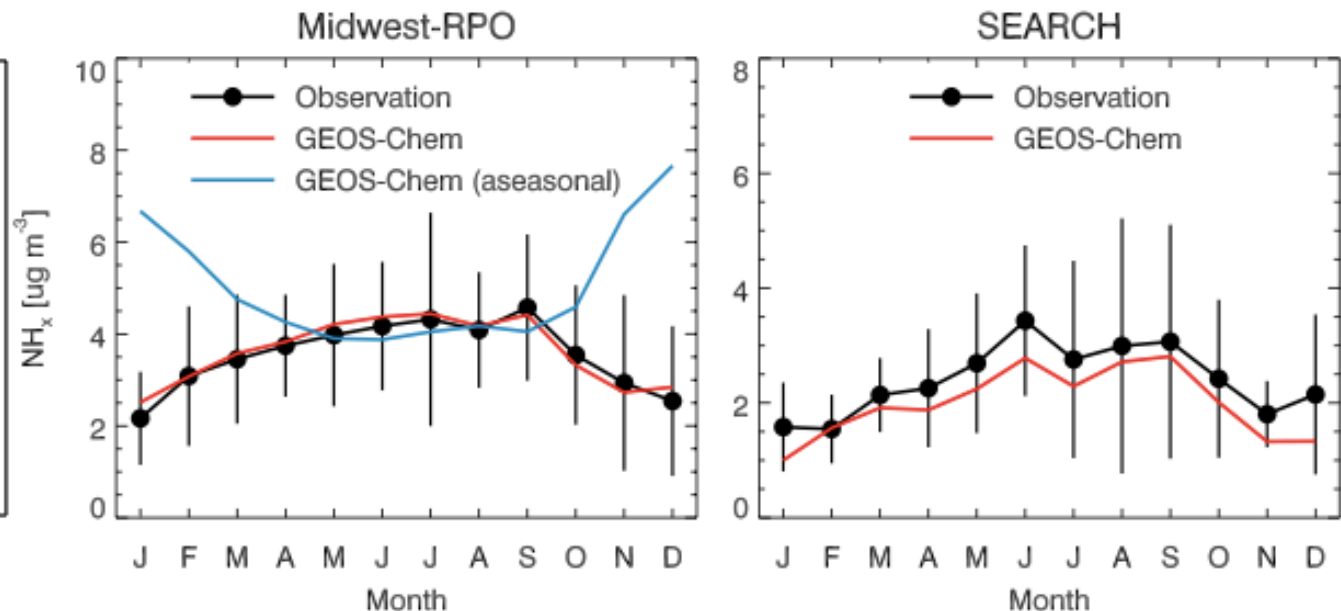 Midwest-RPO
10
8
6
4
2
0
NHx [ug m-3]
Observation
GEOS-Chem
GEOS-Chem (aseasonal)
J F M A M J J A S O N D
Month
SEARCH
8
6
4
2
0
Observation
GEOS-Chem
J F M A M J J A S O N D
Month